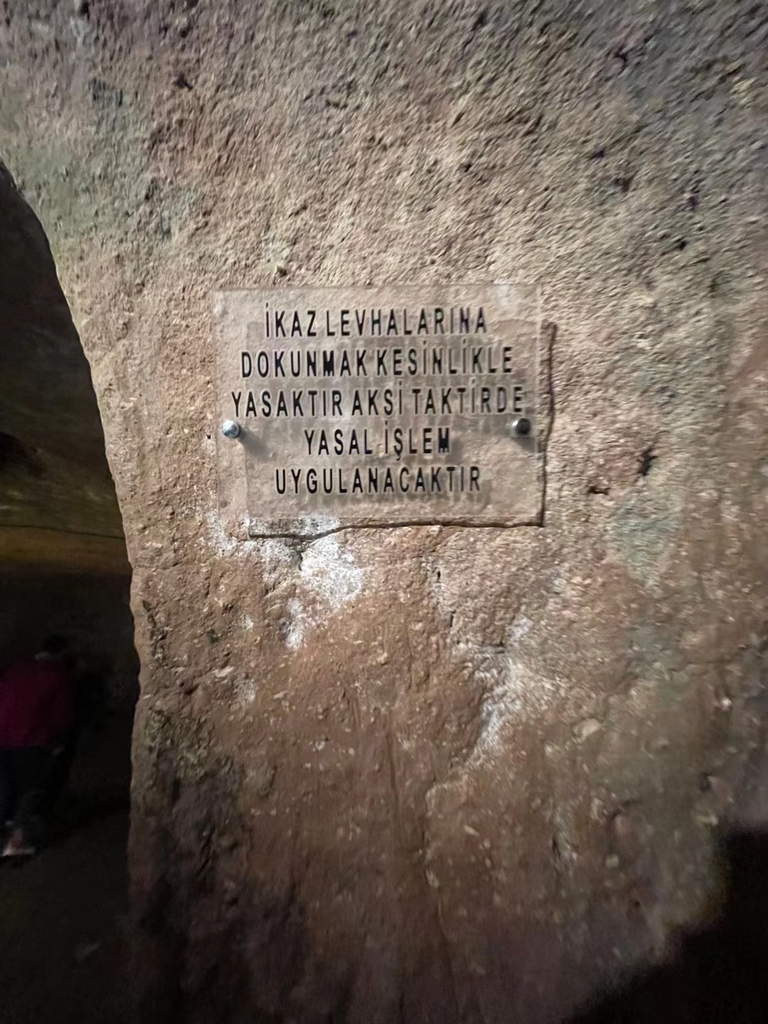 İKAZ LEVHALARINA
DOKUNMAK KESİNLİKLE
YASAKTIR AKSİ TAKTİRDE
YASAL İŞLEM
UYGULANACAKTIR